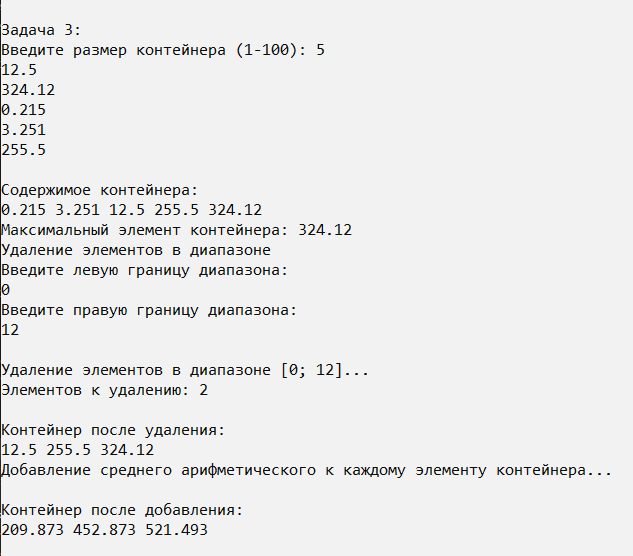 Задача 3:
Введите размер контейнера (1-100): 5
12.5
324.12
0.215
3.251
255.5
Содержимое контейнера:
0.215 3.251 12.5 255.5 324.12
Максимальный элемент контейнера: 324.12
Удаление элементов в диапазоне
Введите левую границу диапазона:
0
Введите правую границу диапазона:
12
Удаление элементов в диапазоне [0; 12]...
Элементов к удалению: 2
Контейнер после удаления:
12.5 255.5 324.12
Добавление среднего арифметического к каждому элементу контейнера...
Контейнер после добавления:
209.873 452.873 521.493